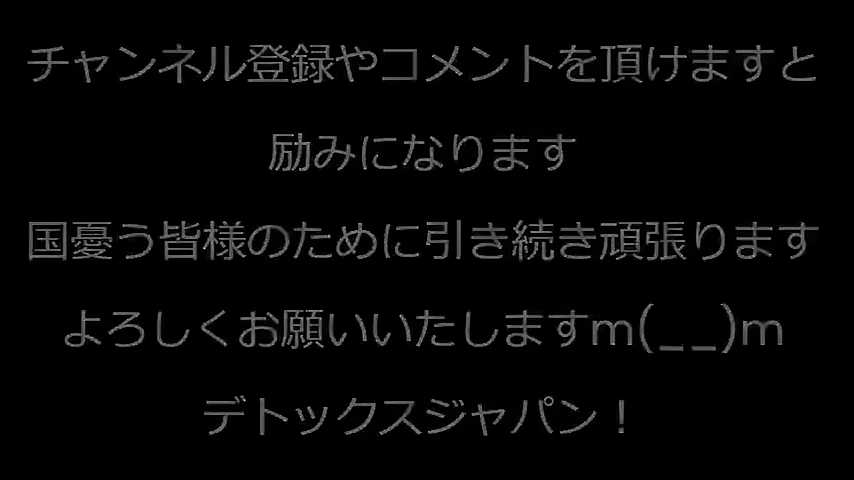 チャンネル登録やコメントを頂けますと
励みになります
国憂う皆様のために引き続き頑張ります
よろしくお願いいたしますm(__)m
デトックスジャパン！